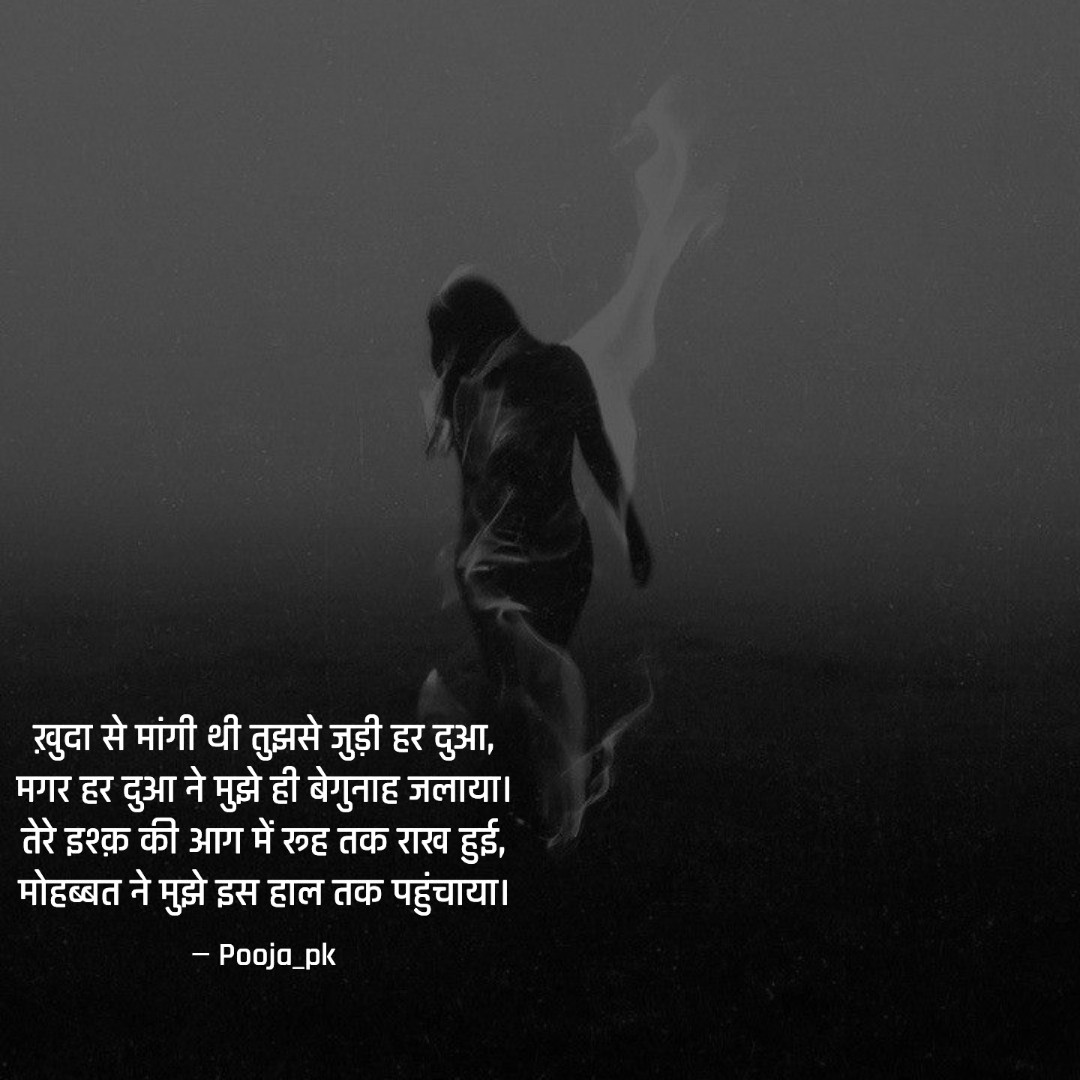 ख़ुदा से मांगी थी तुझसे जुड़ी हर दुआ,
मगर हर दुआ ने मुझे ही बेगुनाह जलाया।
तेरे इश्क़ की आग में रूह तक राख हुई,
मोहब्बत ने मुझे इस हाल तक पहुंचाया।
— Pooja_pk